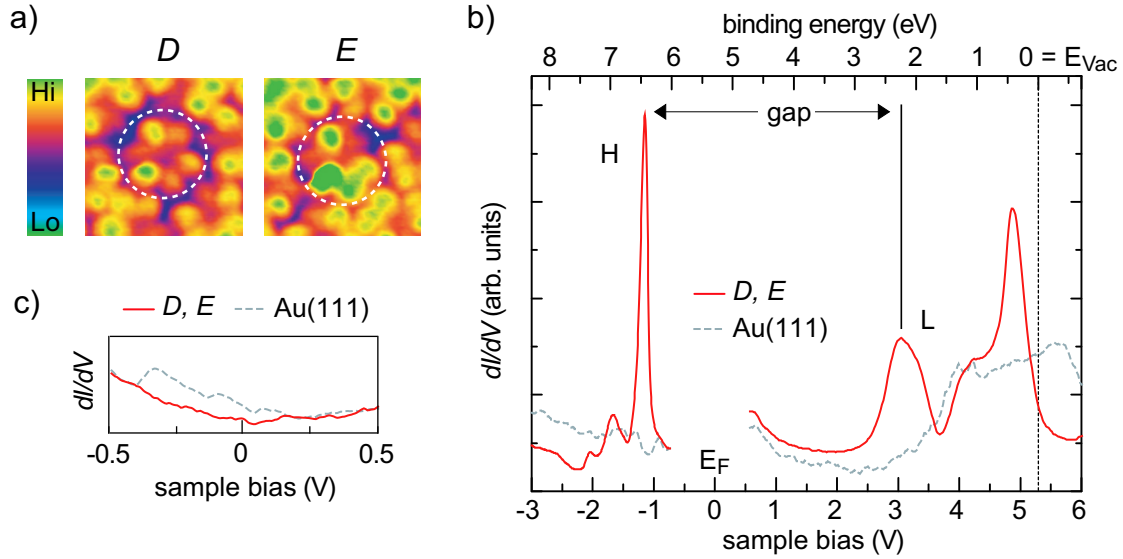 a)
D
E
Hi
Lo
c)
D, E
Au(111)
dI/dV
-0.5
0
0.5
sample bias (V)
b)
binding energy (eV)
8
7
6
5
4
3
2
1
0 = EVac
gap
H
L
D, E
Au(111)
EF
dI/dV (arb. units)
-3
-2
-1
0
1
2
3
4
5
6
sample bias (V)